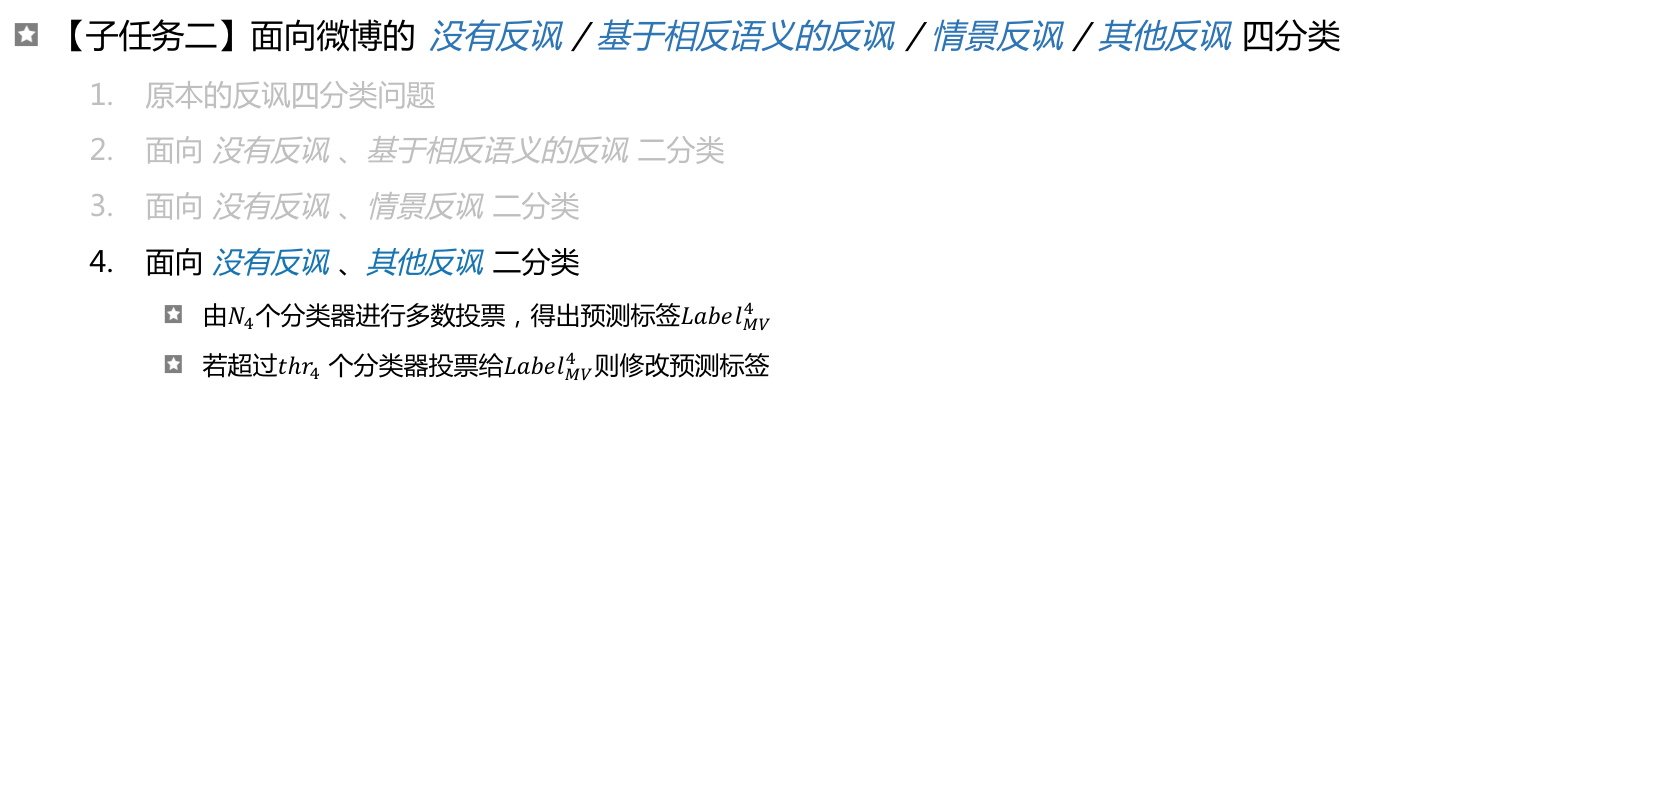 【子任务二】面向微博的 没有反讽 / 基于相反语义的反讽 / 情景反讽 / 其他反讽 四分类
1. 原本的反讽四分类问题
2. 面向 没有反讽 、基于相反语义的反讽 二分类
3. 面向 没有反讽 、情景反讽 二分类
4. 面向 没有反讽 、其他反讽 二分类
由N₄个分类器进行多数投票，得出预测标签Label⁴_MV
若超过thr₄ 个分类器投票给Label⁴_MV则修改预测标签